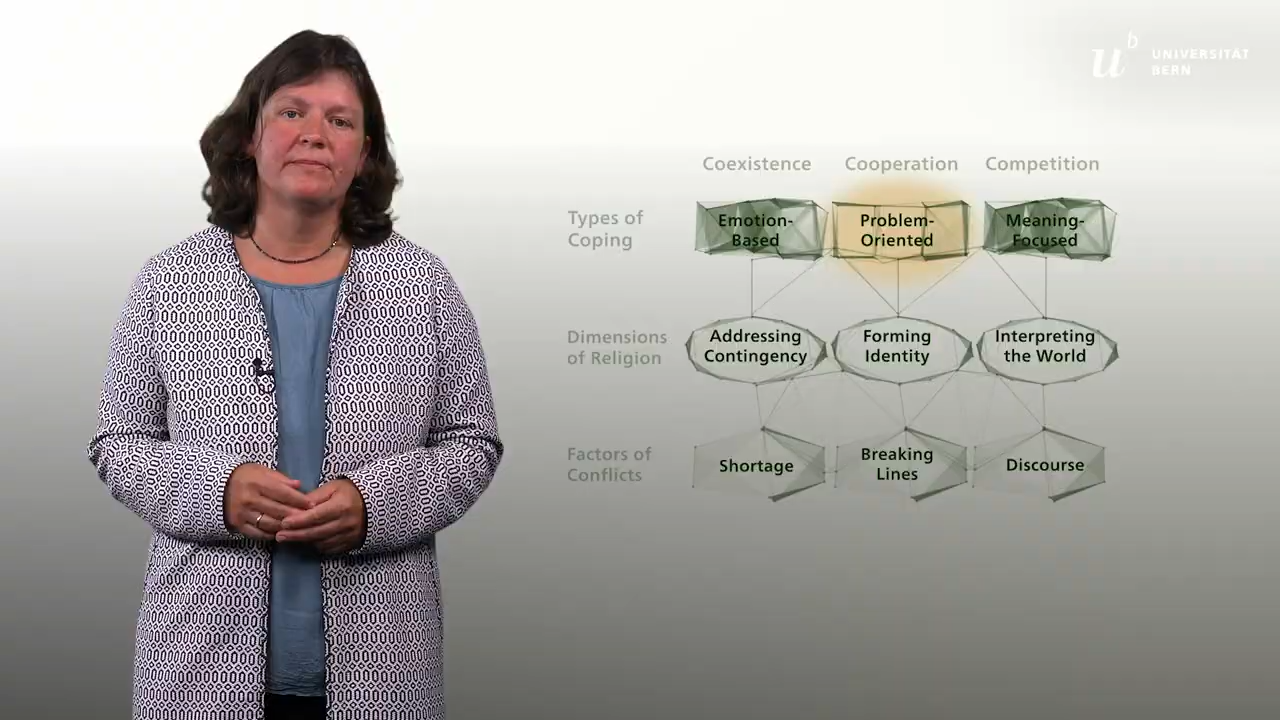 u
b
UNIVERSITÄT
BERN
Coexistence Cooperation Competition
Types of
Coping
Emotion-
Based
Problem-
Oriented
Meaning-
Focused
Dimensions
of Religion
Addressing
Contingency
Forming
Identity
Interpreting
the World
Factors of
Conflicts
Shortage
Breaking
Lines
Discourse